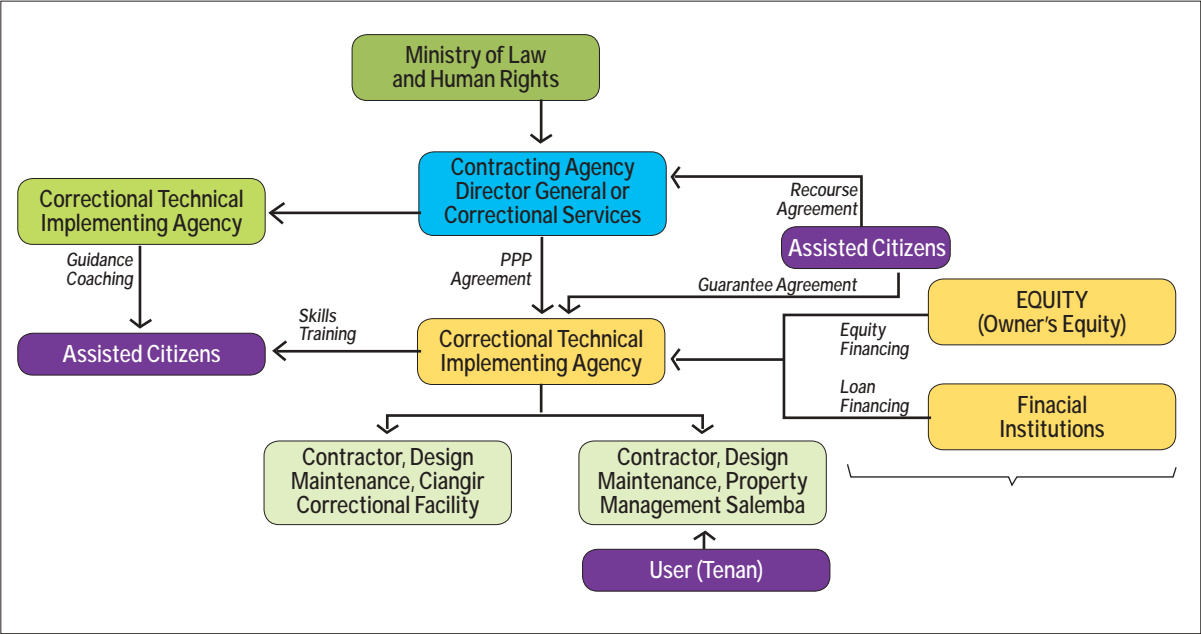 Ministry of Law
and Human Rights
Contracting Agency
Director General or
Correctional Services
Correctional Technical
Implementing Agency
Recourse
Agreement
Assisted Citizens
Guidance
Coaching
PPP
Agreement
Guarantee Agreement
EQUITY
(Owner's Equity)
Skills
Training
Assisted Citizens
Correctional Technical
Implementing Agency
Equity
Financing
Loan
Financing
Finacial
Institutions
Contractor, Design
Maintenance, Ciangir
Correctional Facility
Contractor, Design
Maintenance, Property
Management Salemba
User (Tenan)